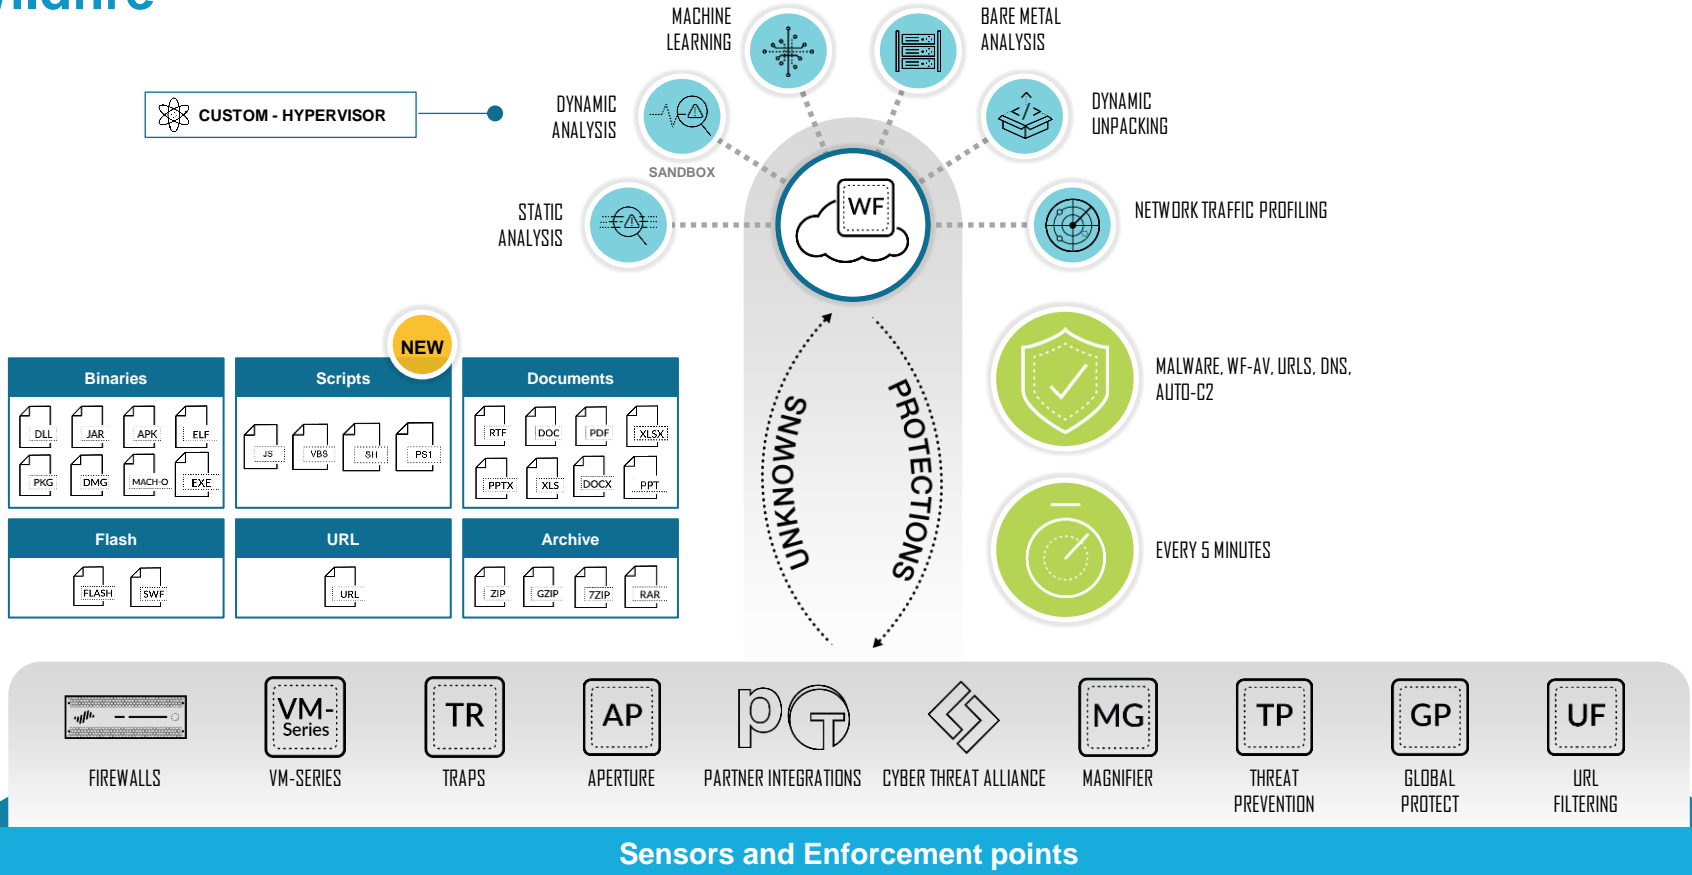 MACHINE
LEARNING
BARE METAL
ANALYSIS
CUSTOM - HYPERVISOR
DYNAMIC
ANALYSIS
SANDBOX
DYNAMIC
UNPACKING
STATIC
ANALYSIS
WF
NETWORK TRAFFIC PROFILING
NEW
Binaries
DLL
JAR
APK
ELF
PKG
DMG
MACH-O
EXE
Scripts
JS
VBS
SH
PS1
Documents
RTF
DOC
PDF
XLSX
PPTX
XLS
DOCX
PPT
Flash
FLASH
SWF
URL
URL
Archive
ZIP
GZIP
7ZIP
RAR
UNKNOWNS
PROTECTIONS
MALWARE, WF-AV, URLS, DNS,
AUTO-C2
EVERY 5 MINUTES
FIREWALLS
VM-
Series
VM-SERIES
TR
TRAPS
AP
APERTURE
PT
PARTNER INTEGRATIONS
CYBER THREAT ALLIANCE
MG
MAGNIFIER
TP
THREAT
PREVENTION
GP
GLOBAL
PROTECT
UF
URL
FILTERING
Sensors and Enforcement points